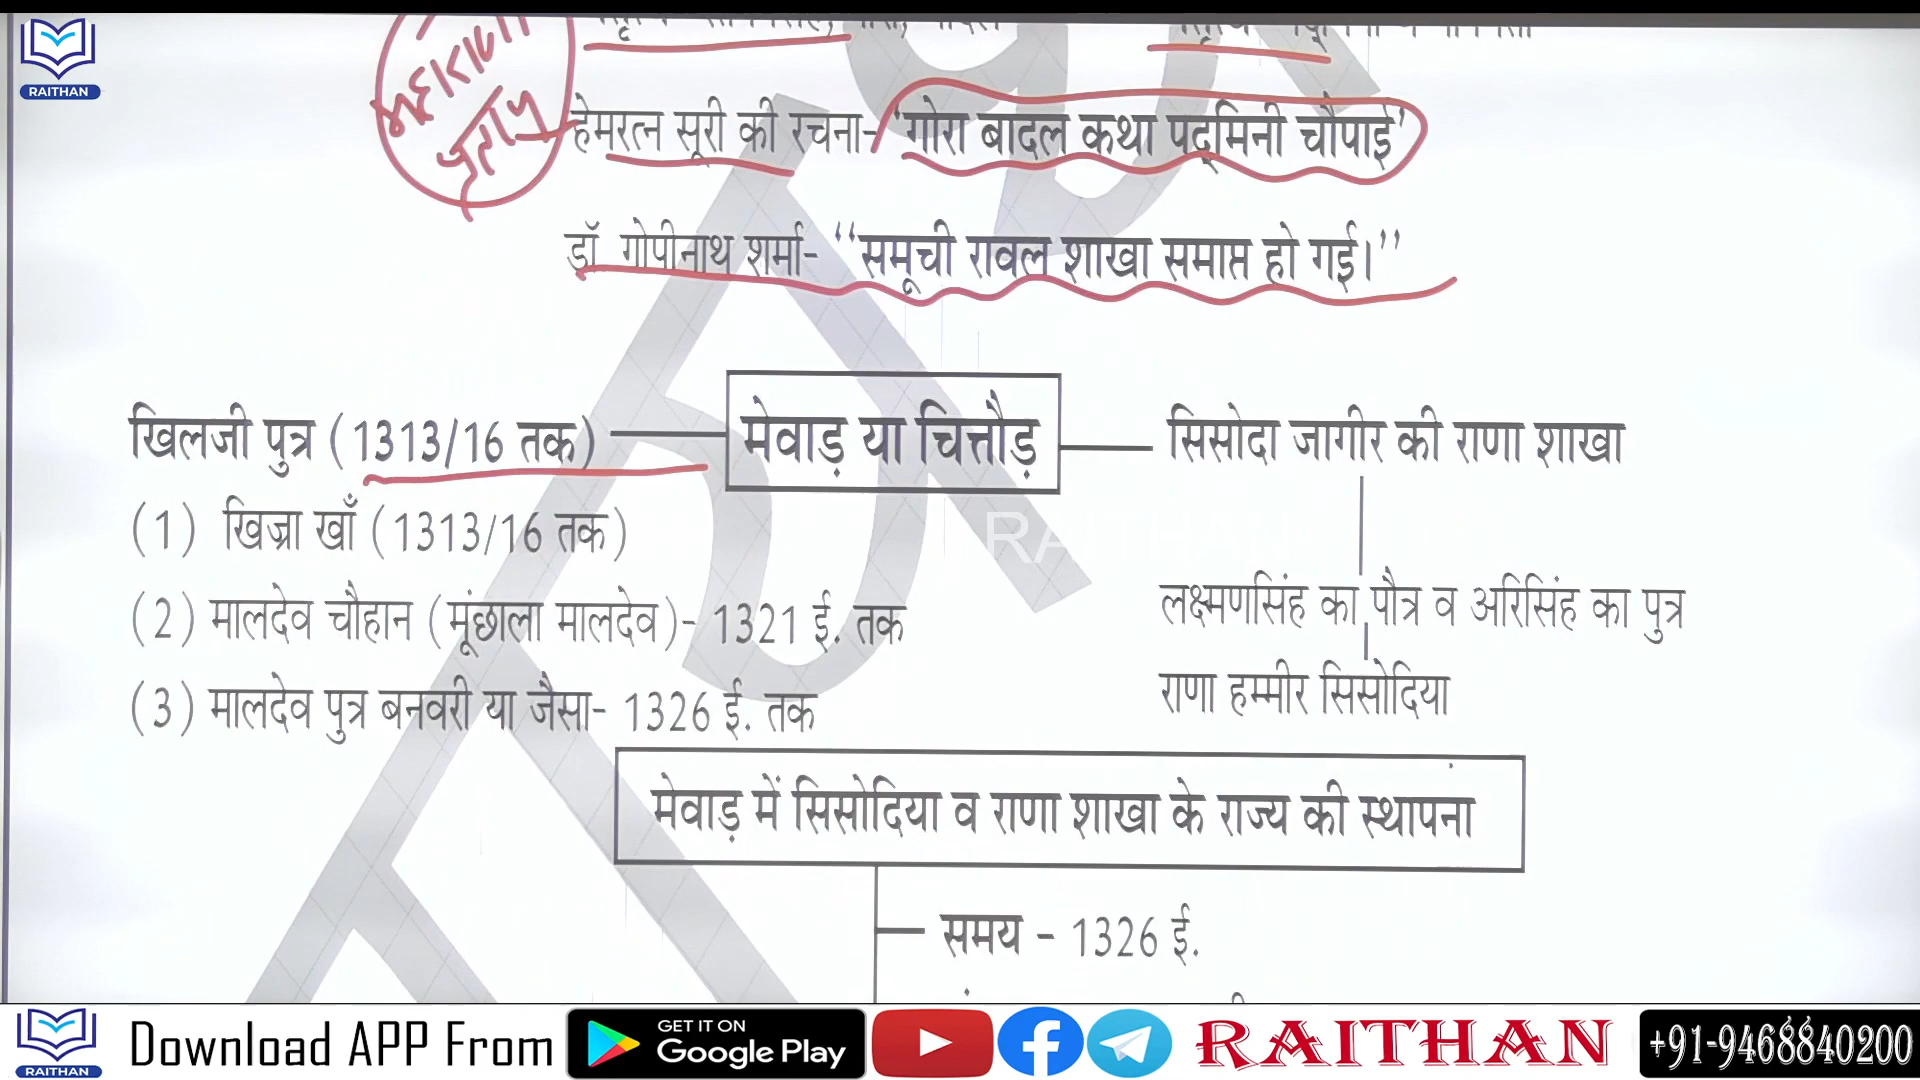 RAITHAN
महाराणा
प्रताप
हेमरत्न सूरी की रचना- ‘गोरा बादल कथा पद्मिनी चौपाई’
डॉ. गोपीनाथ शर्मा- ‘‘समूची रावल शाखा समाप्त हो गई।’’
खिलजी पुत्र (1313/16 तक)
मेवाड़ या चित्तौड़
सिसोदा जागीर की राणा शाखा
(1) खिज्रा खाँ (1313/16 तक)
(2) मालदेव चौहान (मूंछाला मालदेव)- 1321 ई. तक
(3) मालदेव पुत्र बनवरी या जैसा- 1326 ई. तक
लक्ष्मणसिंह का पौत्र व अरिसिंह का पुत्र
राणा हम्मीर सिसोदिया
RAITHAN
मेवाड़ में सिसोदिया व राणा शाखा के राज्य की स्थापना
समय - 1326 ई.
RAITHAN
Download APP From
GET IT ON
Google Play
RAITHAN
+91-9468840200